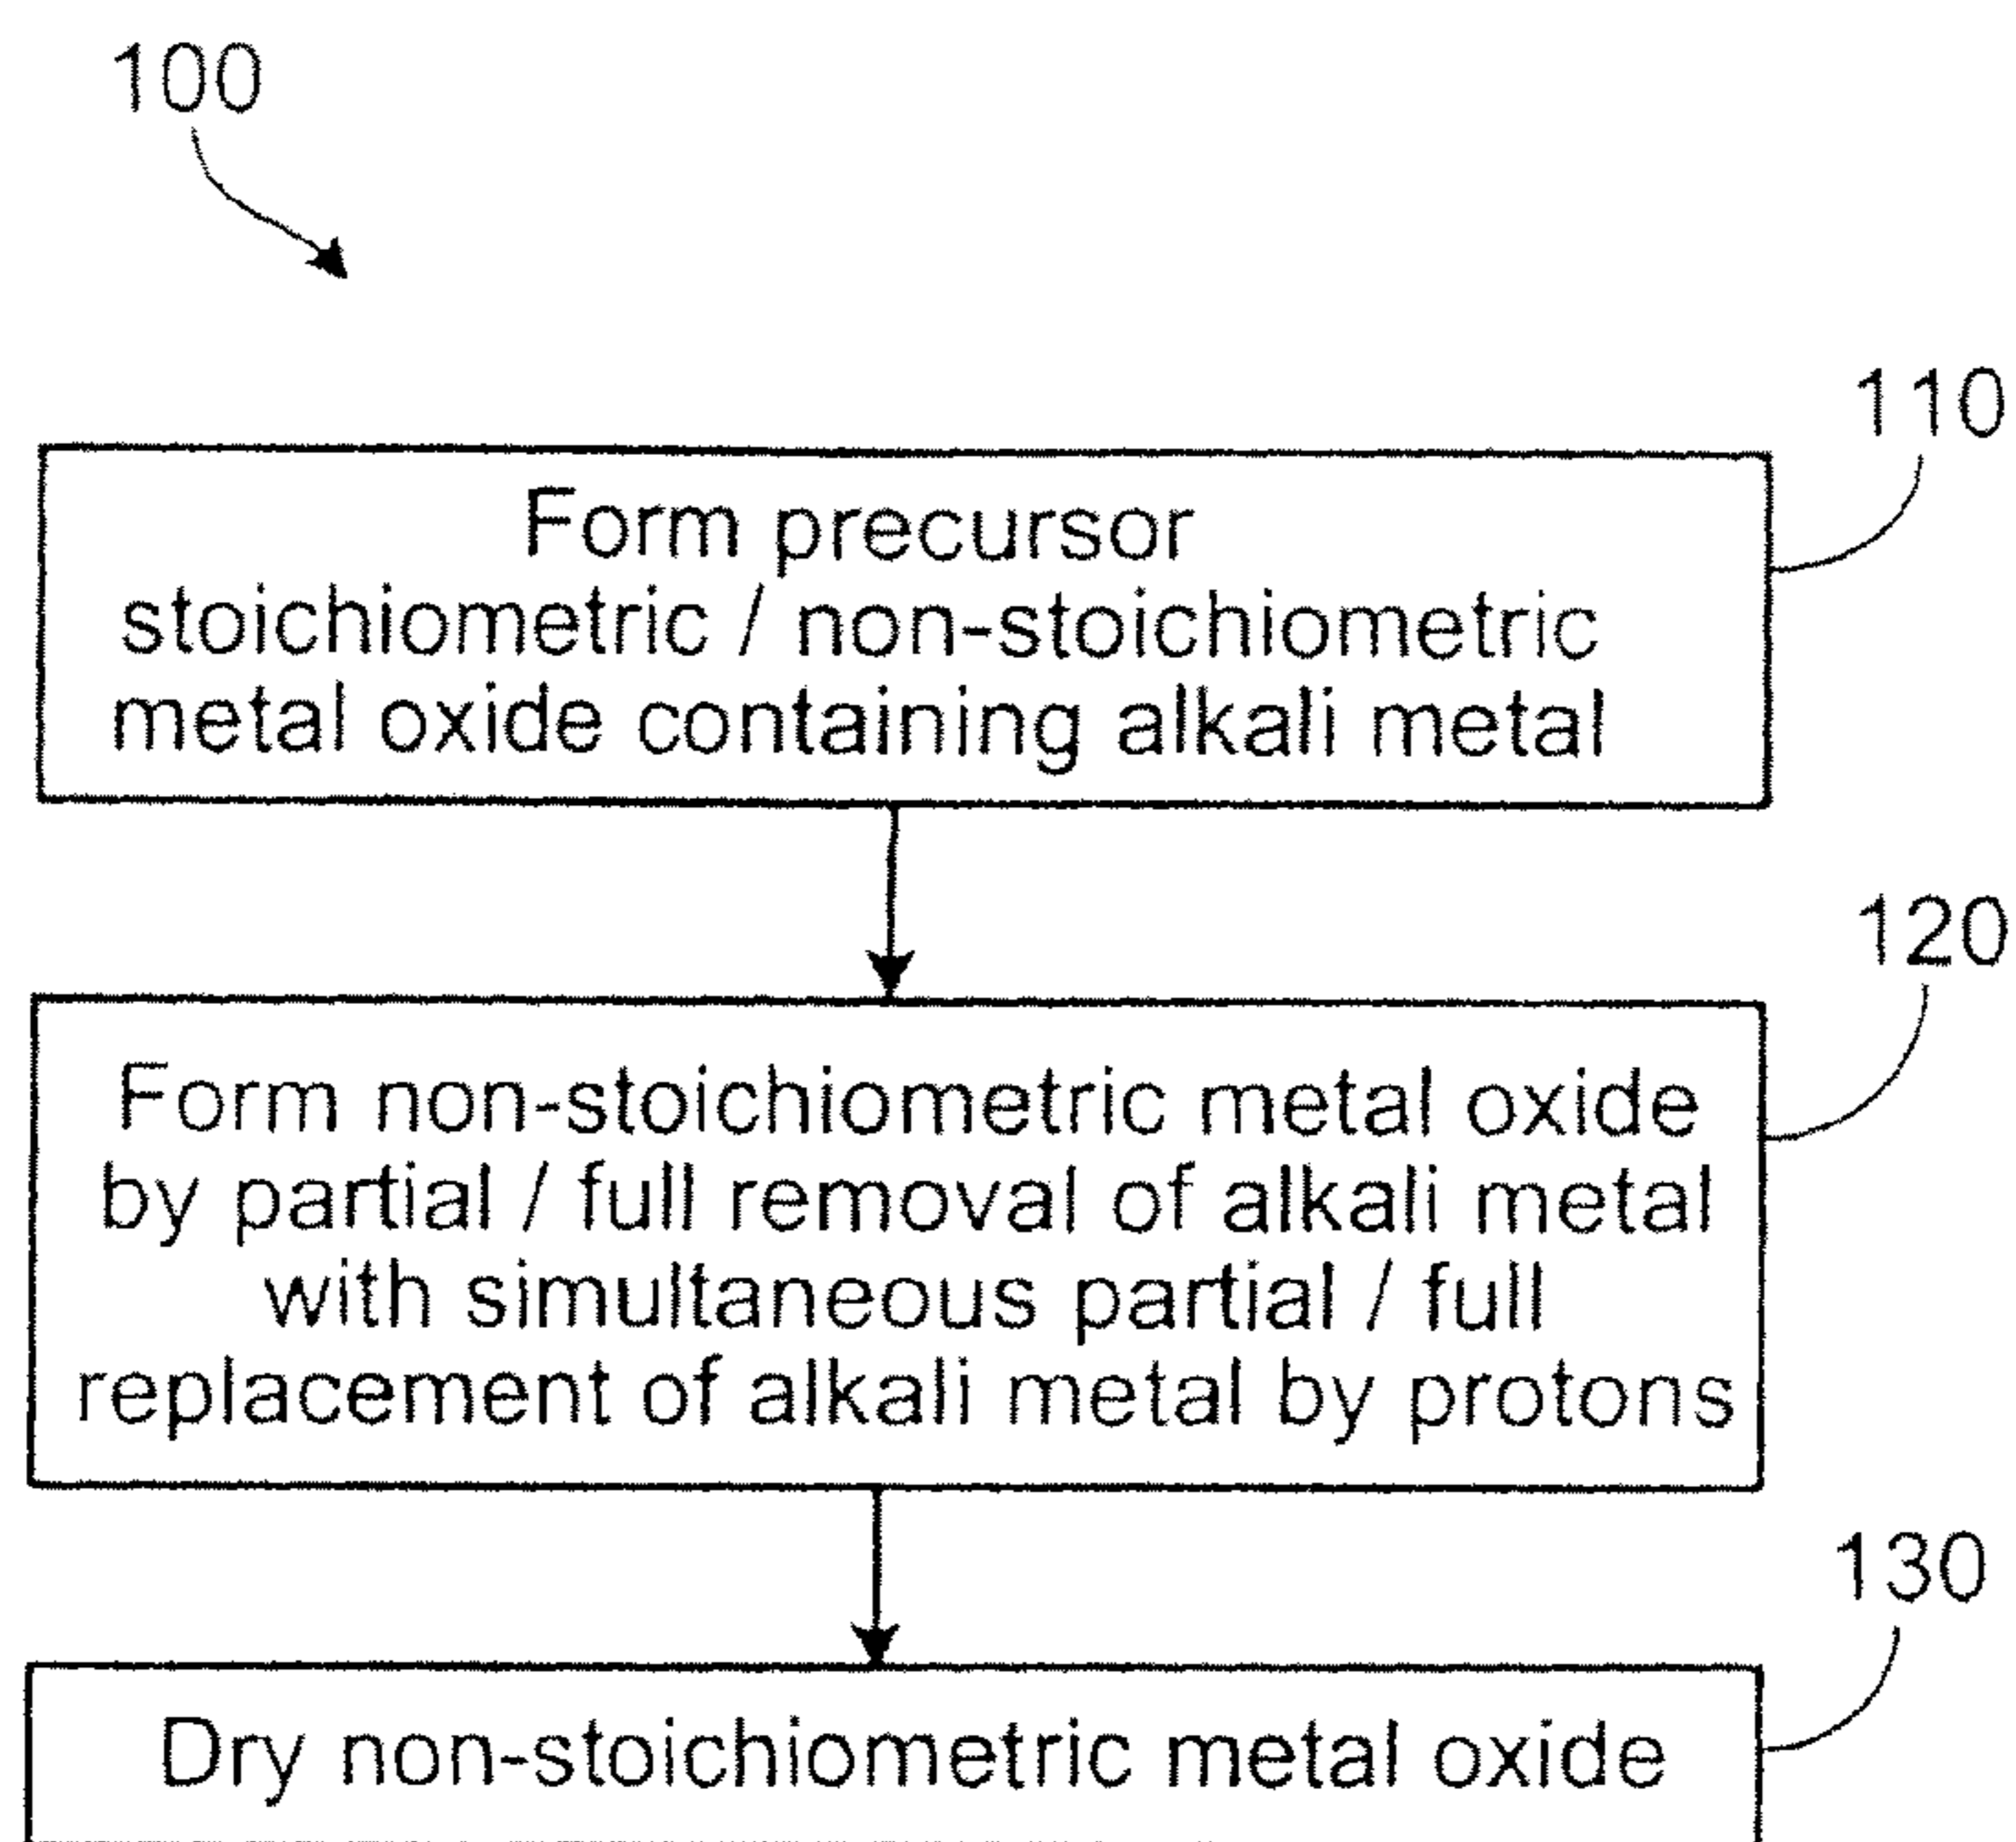 100
110
Form precursor
stoichiometric / non-stoichiometric
metal oxide containing alkali metal
120
Form non-stoichiometric metal oxide
by partial / full removal of alkali metal
with simultaneous partial / full
replacement of alkali metal by protons
130
Dry non-stoichiometric metal oxide